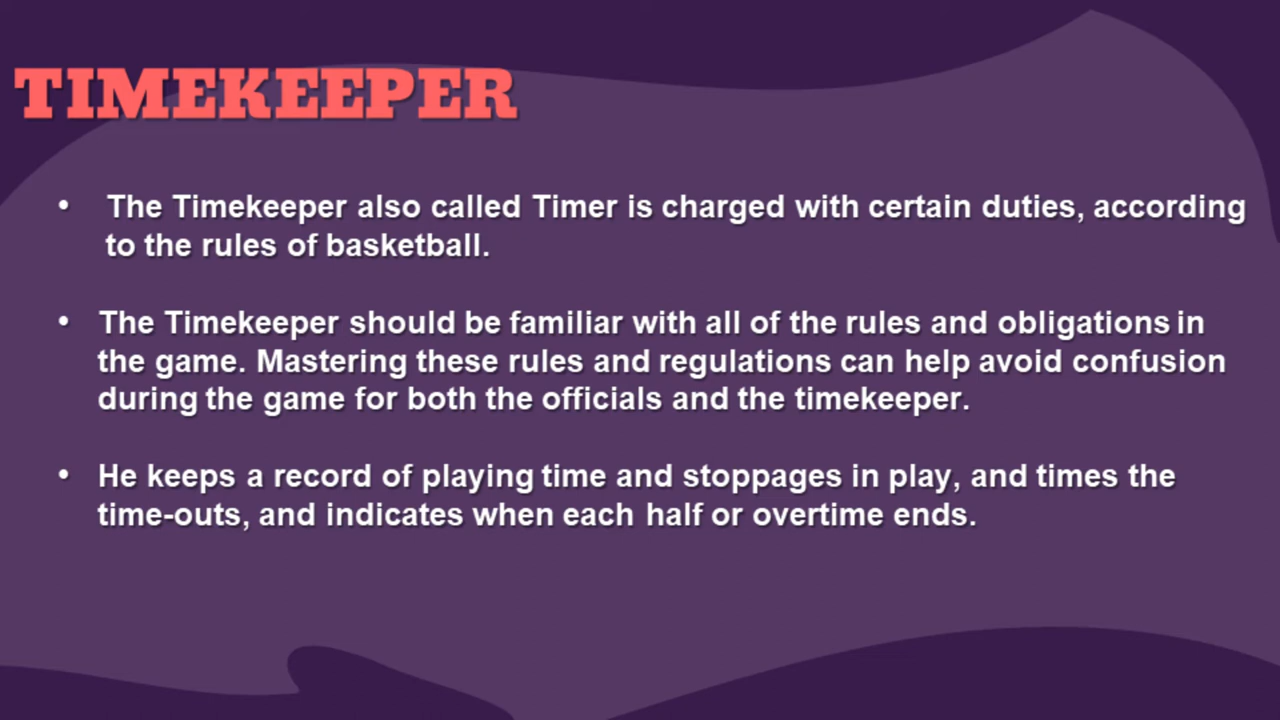 TIMEKEEPER
• The Timekeeper also called Timer is charged with certain duties, according
to the rules of basketball.
• The Timekeeper should be familiar with all of the rules and obligations in
the game. Mastering these rules and regulations can help avoid confusion
during the game for both the officials and the timekeeper.
• He keeps a record of playing time and stoppages in play, and times the
time-outs, and indicates when each half or overtime ends.